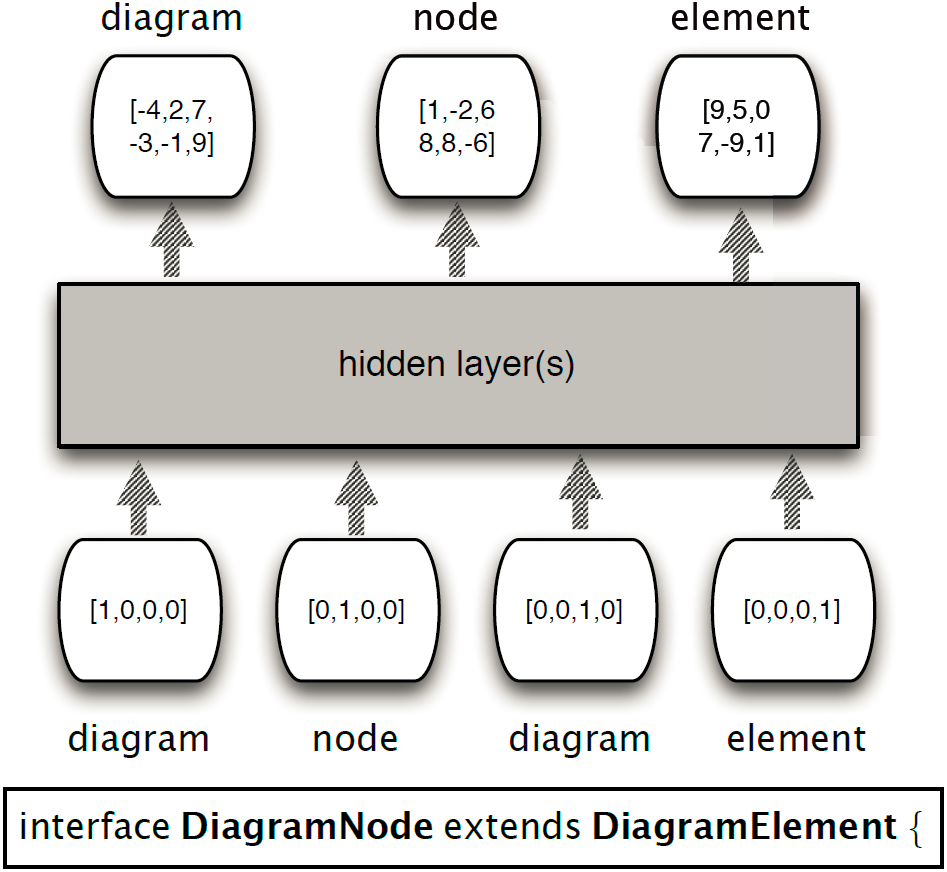 diagram node element
[-4,2,7, [1,-2,6 [9,5,0
-3,-1,9] 8,8,-6] 7,-9,1]
hidden layer(s)
[1,0,0,0] [0,1,0,0] [0,0,1,0] [0,0,0,1]
diagram node diagram element
interface DiagramNode extends DiagramElement {